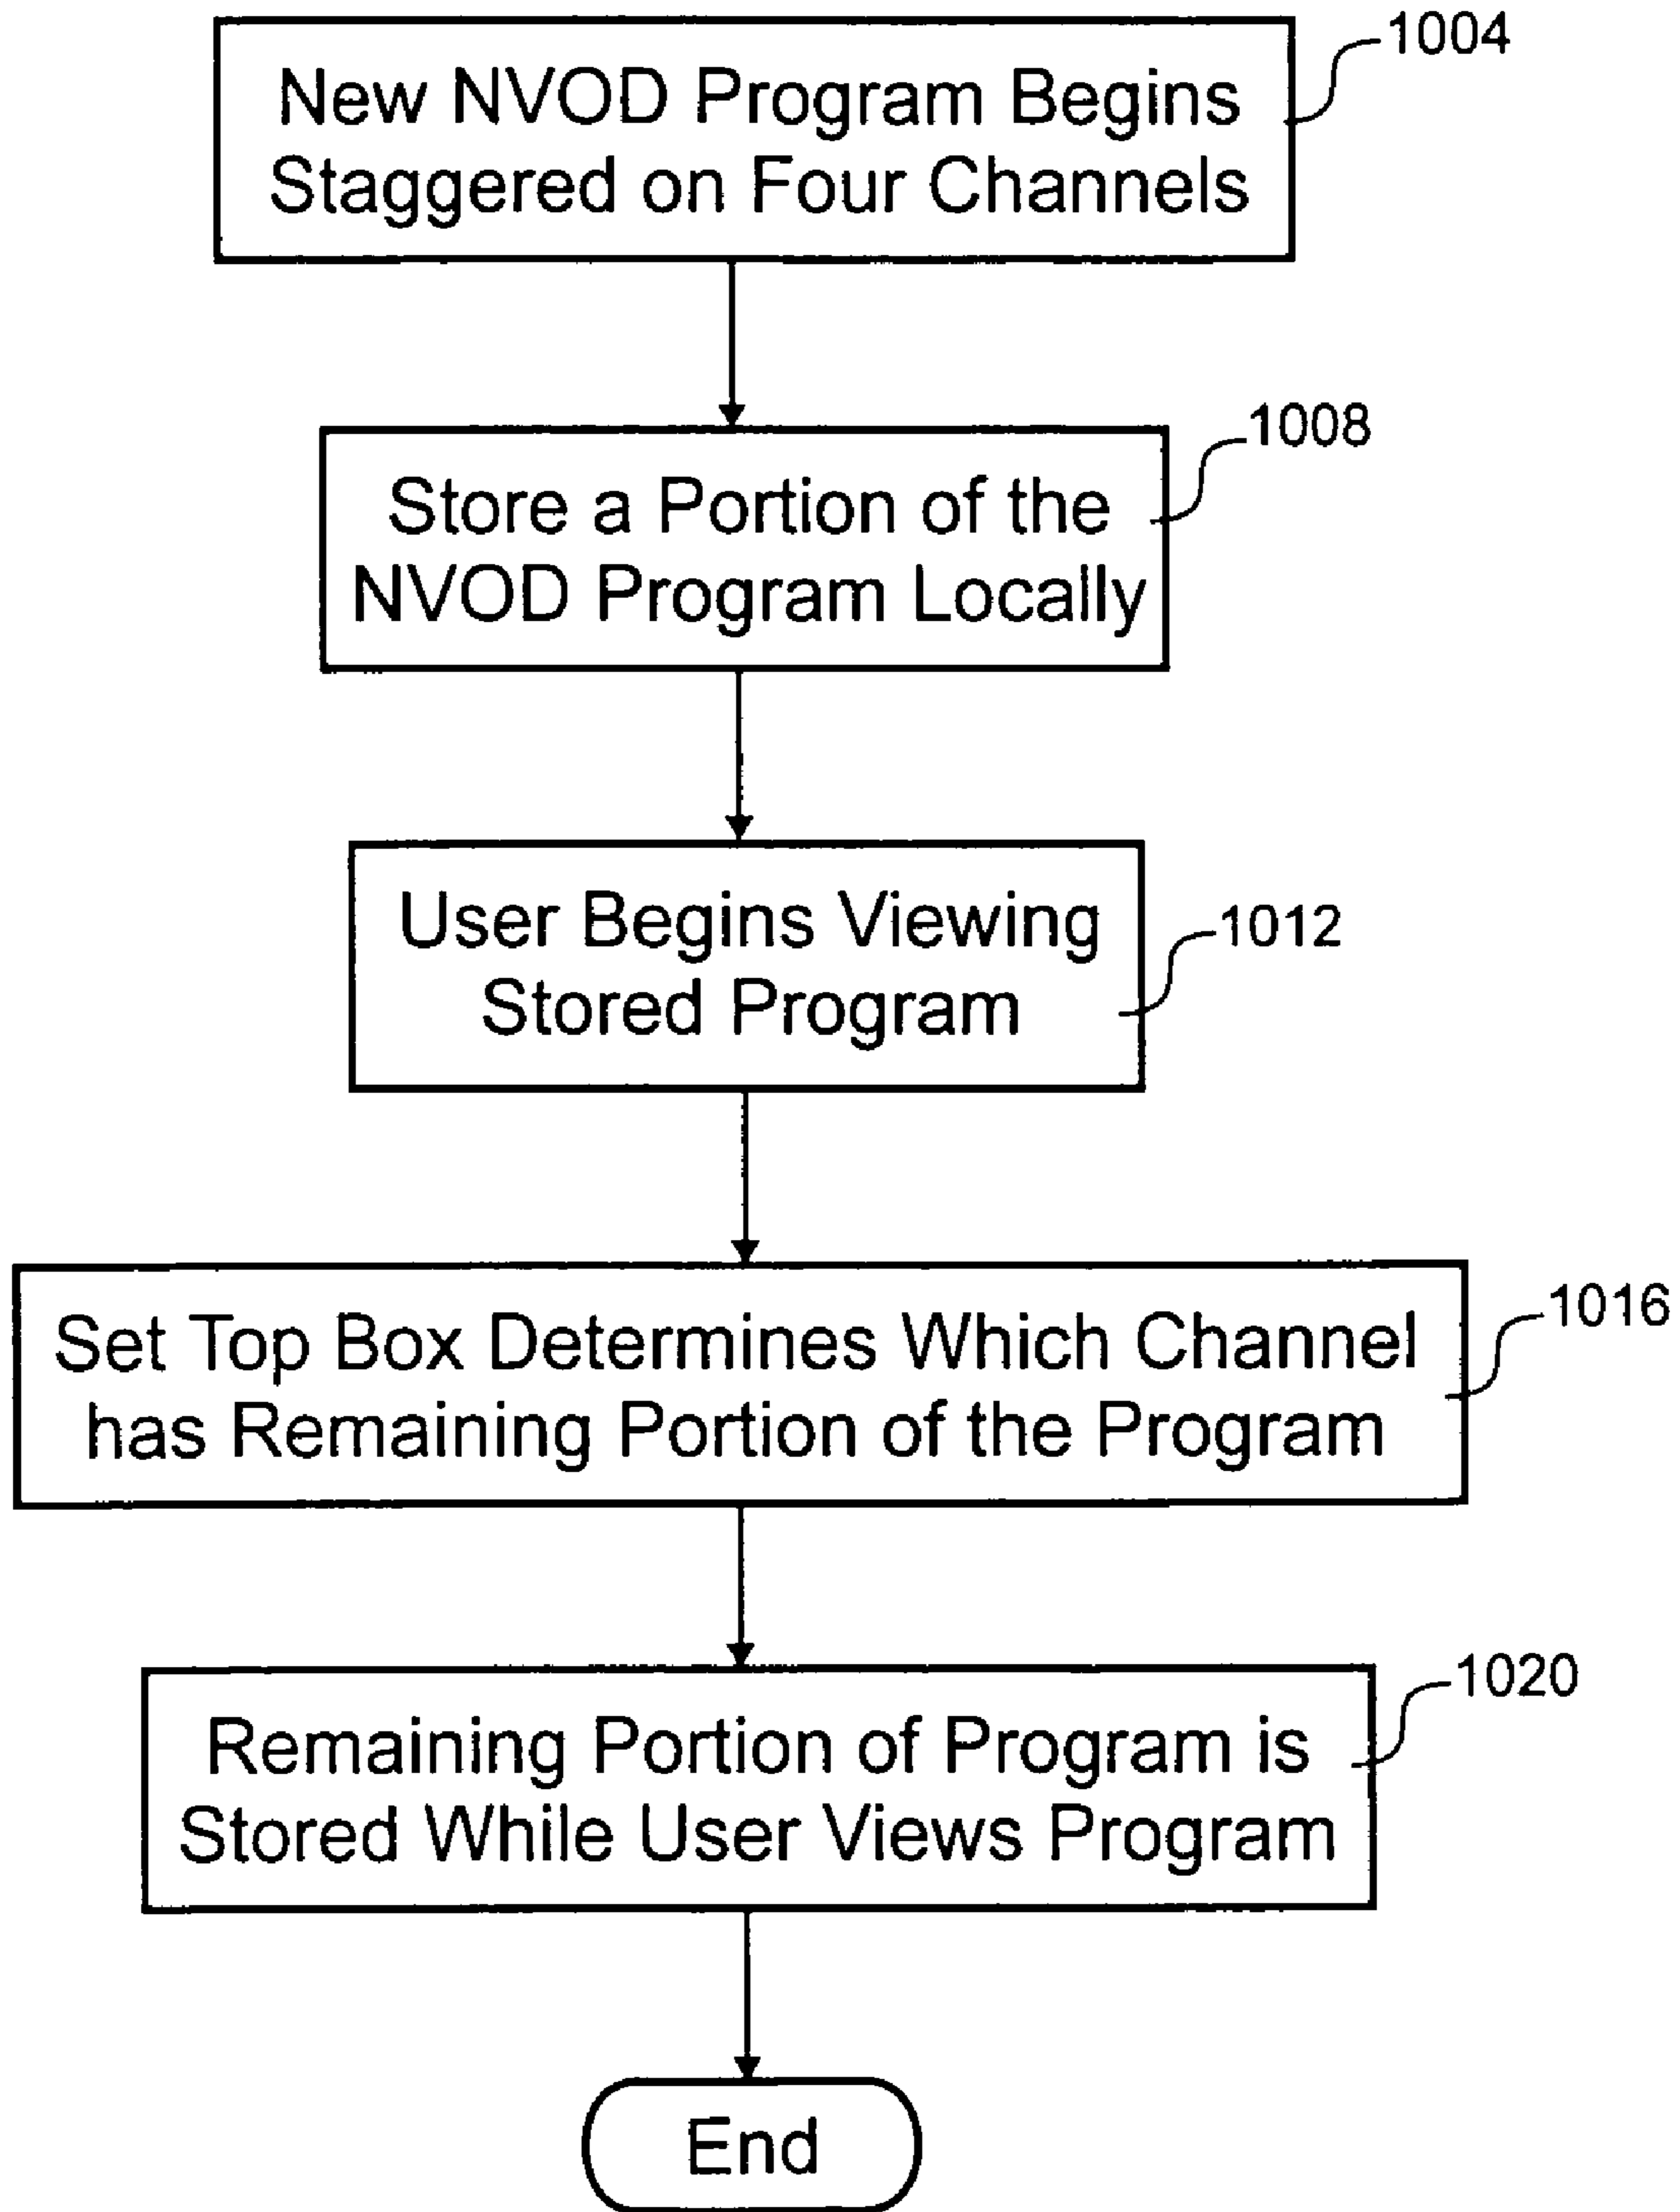 1004
New NVOD Program Begins
Staggered on Four Channels
1008
Store a Portion of the
NVOD Program Locally
User Begins Viewing
Stored Program
1012
Set Top Box Determines Which Channel
has Remaining Portion of the Program
1016
Remaining Portion of Program is
Stored While User Views Program
1020
End